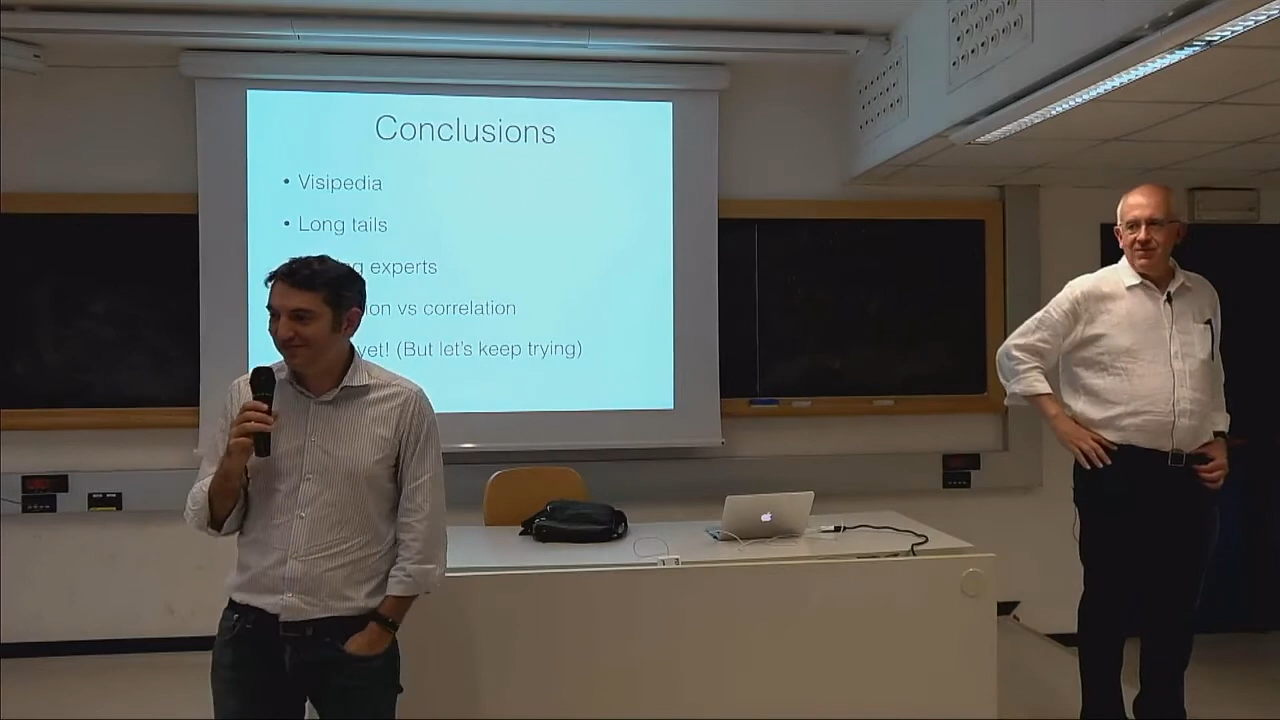 Conclusions
• Visipedia
• Long tails
experts
vs correlation
yet! (But let's keep trying)